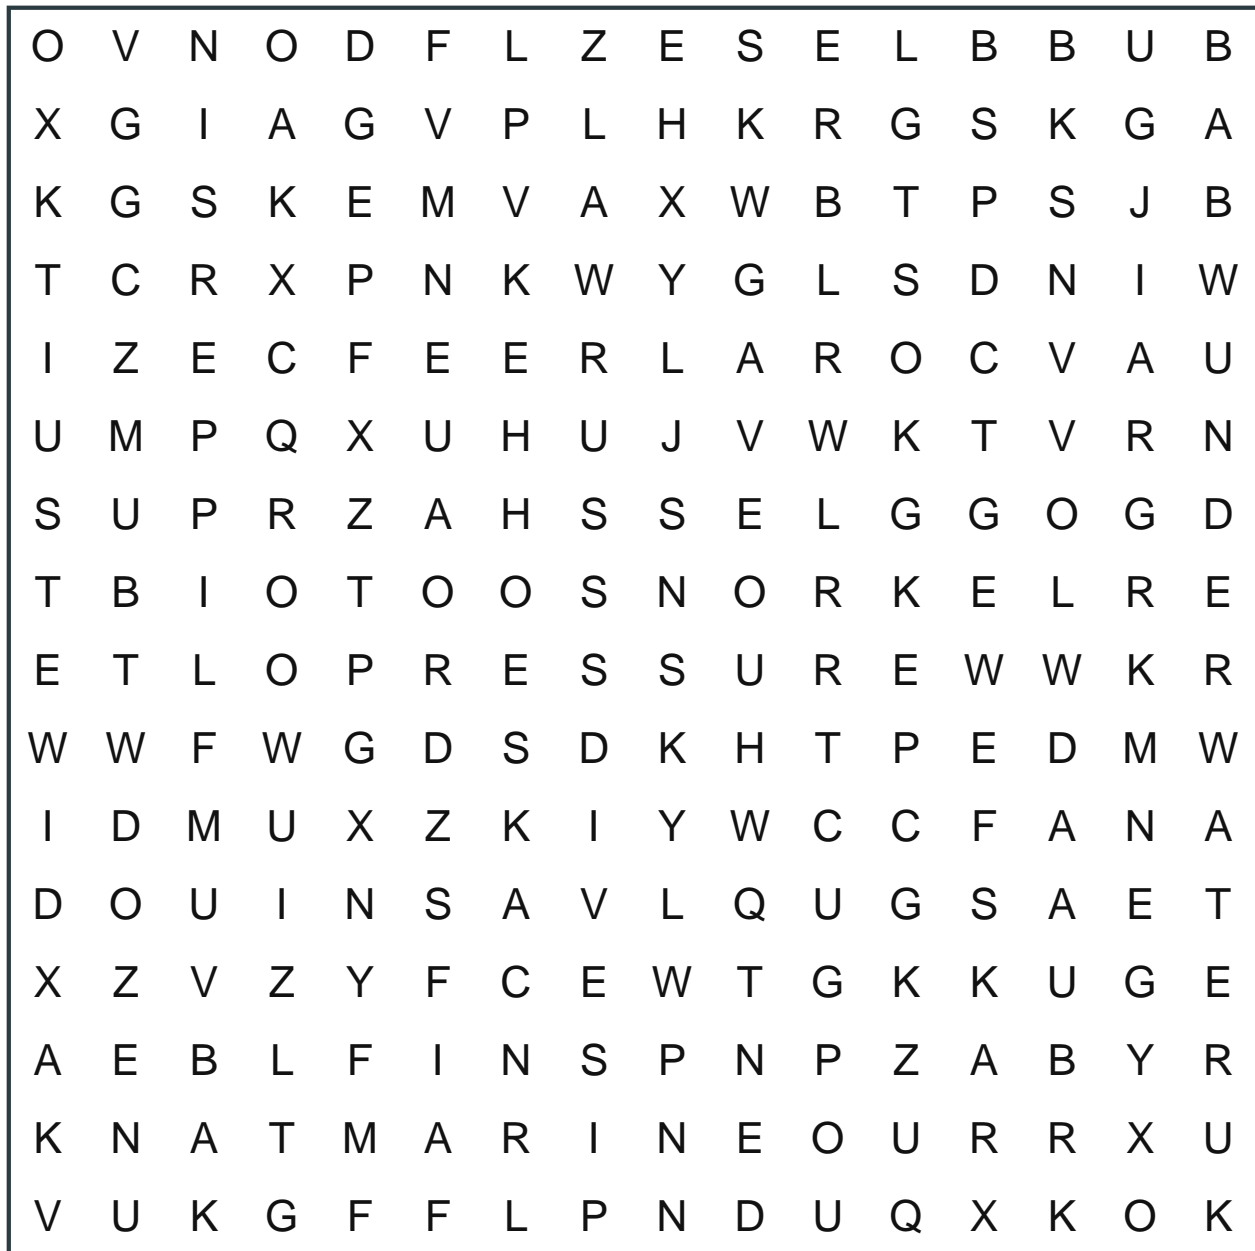 O V N O D F L Z E S E L B B U B
X G I A G V P L H K R G S K G A
K G S K E M V A X W B T P S J B
T C R X P N K W Y G L S D N I W
I Z E C F E E R L A R O C V A U
U M P Q X U H U J V W K T V R N
S U P R Z A H S S E L G G O G D
T B I O T O O S N O R K E L R E
E T L O P R E S S U R E W W K R
W W F W G D S D K H T P E D M W
I D M U X Z K I Y W C C F A N A
D O U I N S A V L Q U G S A E T
X Z V Z Y F C E W T G K K U G E
A E B L F I N S P N P Z A B Y R
K N A T M A R I N E O U R R X U
V U K G F F L P N D U Q X K O K